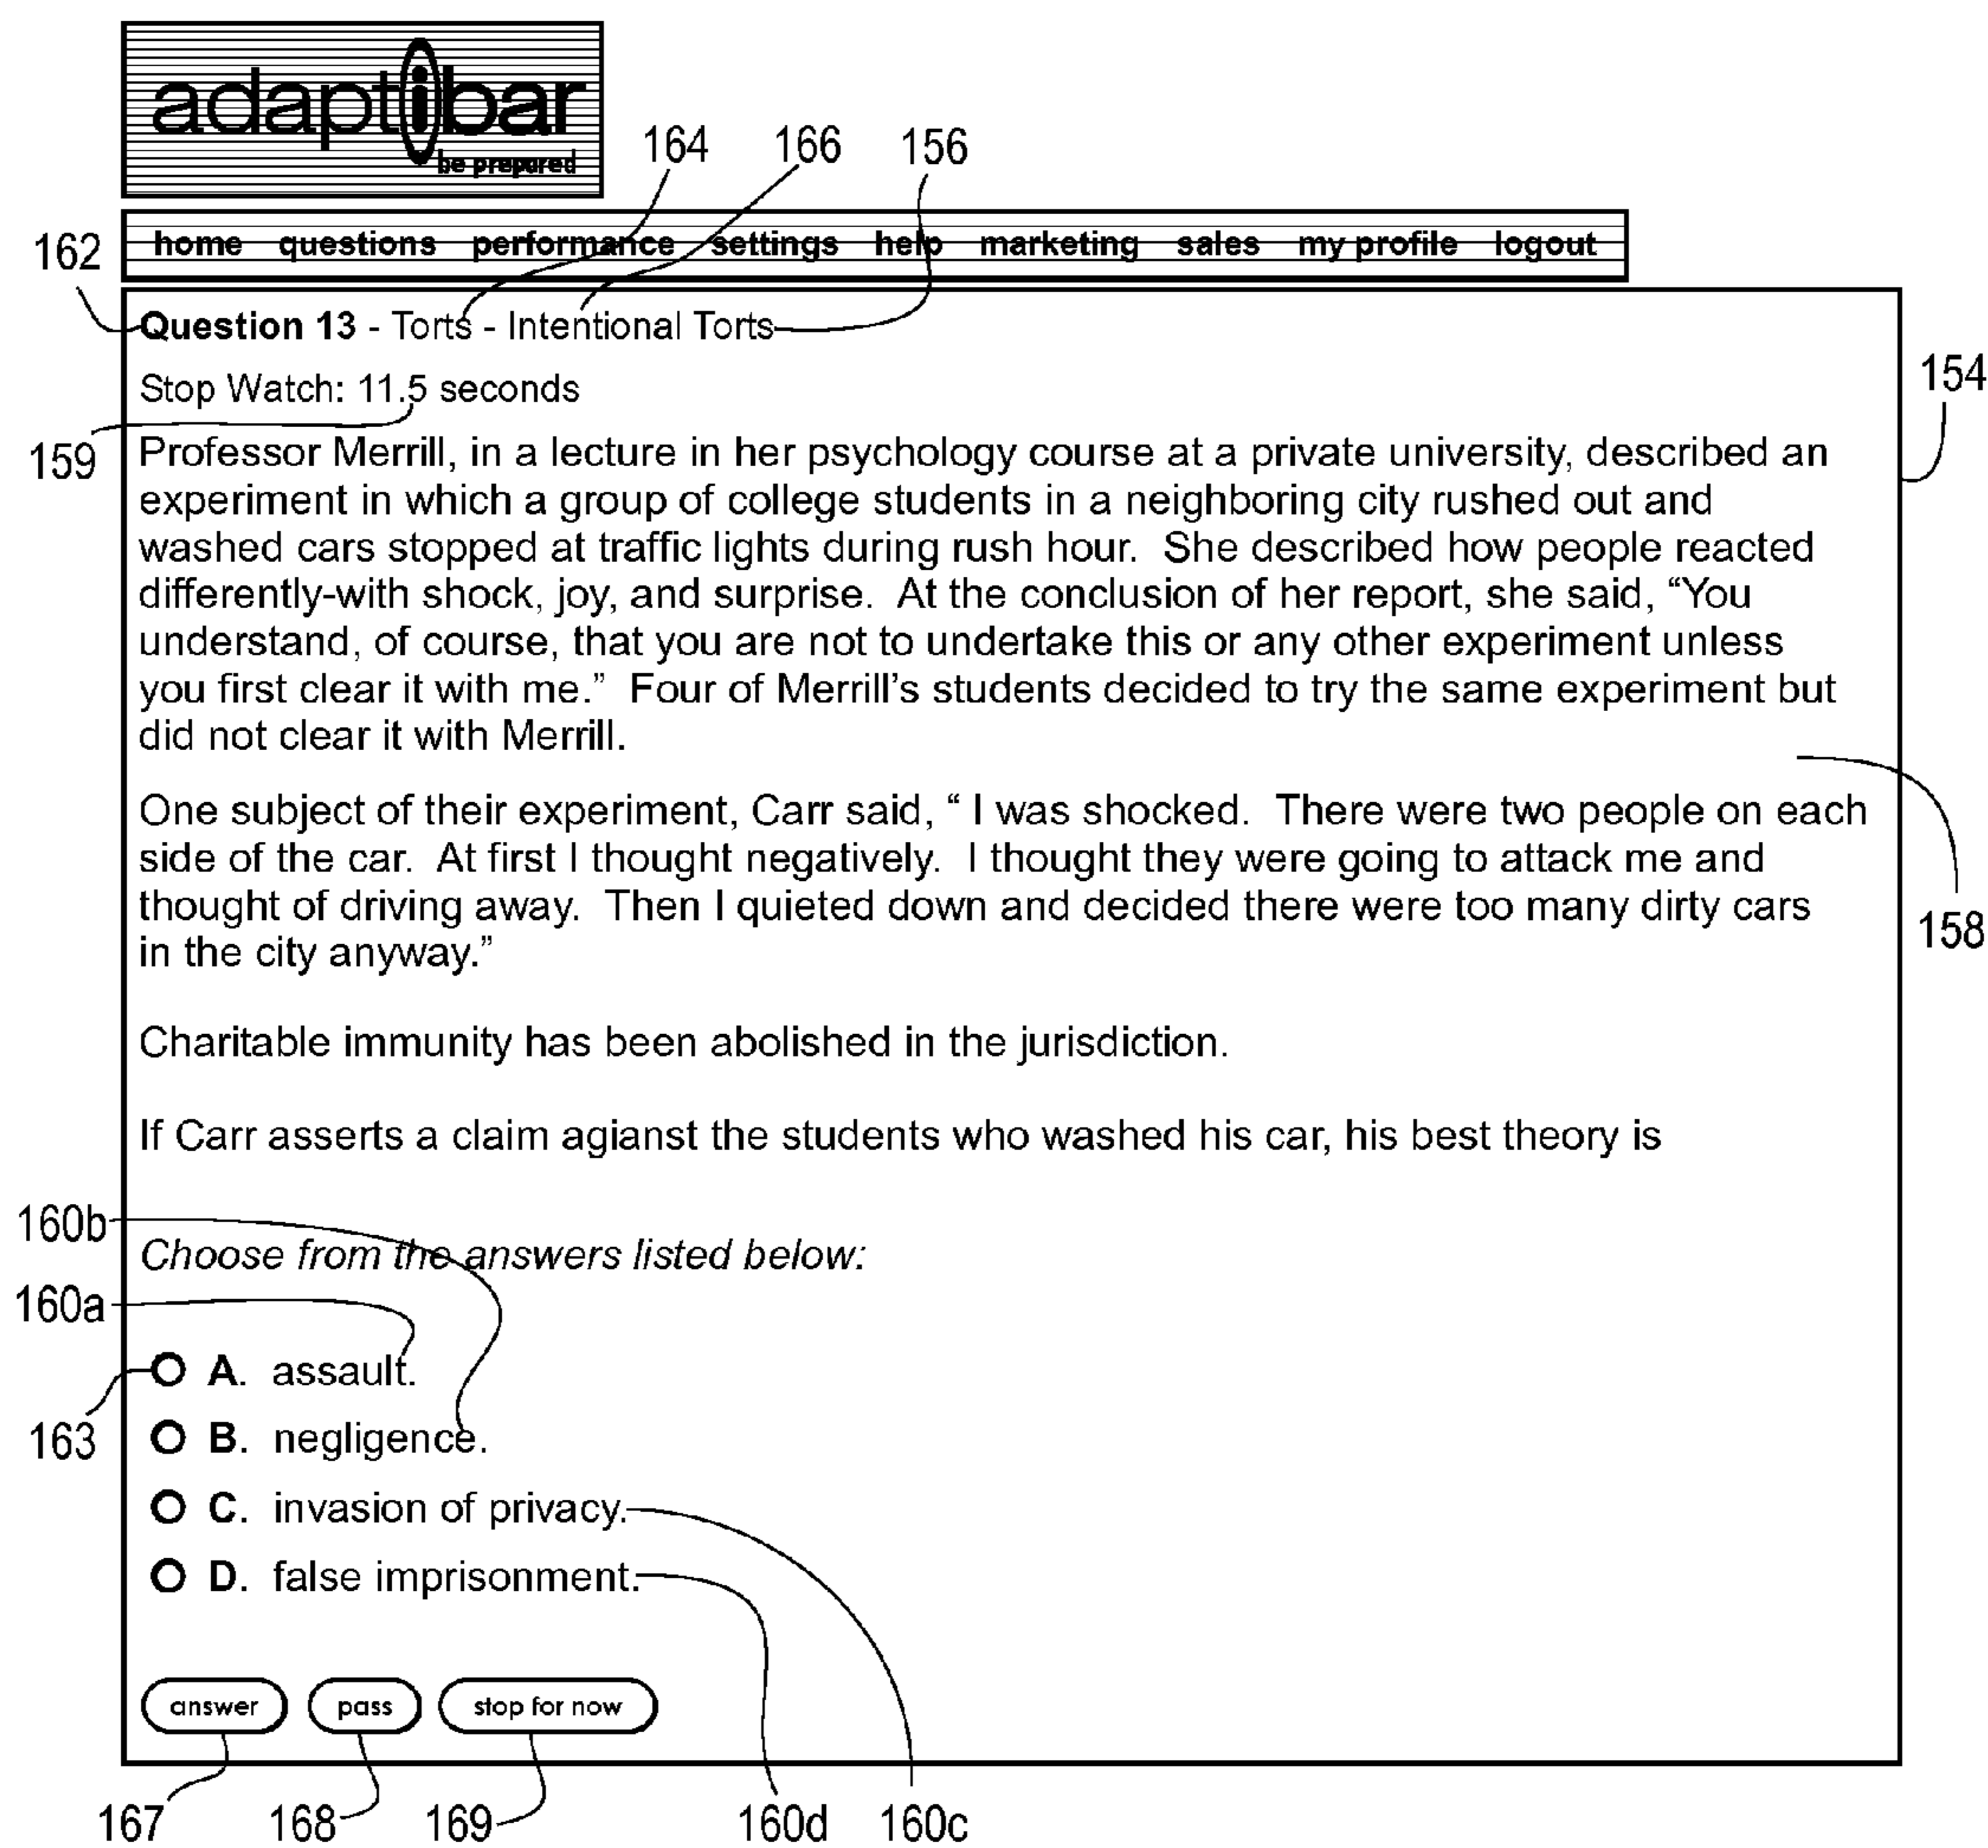 adaptibar
be prepared
164 166 156
162
home questions performance settings help marketing sales my profile logout
Question 13 - Torts - Intentional Torts
154
Stop Watch: 11.5 seconds
159
Professor Merrill, in a lecture in her psychology course at a private university, described an
experiment in which a group of college students in a neighboring city rushed out and
washed cars stopped at traffic lights during rush hour. She described how people reacted
differently-with shock, joy, and surprise. At the conclusion of her report, she said, “You
understand, of course, that you are not to undertake this or any other experiment unless
you first clear it with me.” Four of Merrill’s students decided to try the same experiment but
did not clear it with Merrill.
One subject of their experiment, Carr said, “ I was shocked. There were two people on each
side of the car. At first I thought negatively. I thought they were going to attack me and
thought of driving away. Then I quieted down and decided there were too many dirty cars
in the city anyway.”
158
Charitable immunity has been abolished in the jurisdiction.
If Carr asserts a claim agianst the students who washed his car, his best theory is
160b
Choose from the answers listed below:
160a
A. assault.
163
B. negligence.
C. invasion of privacy.
D. false imprisonment.
answer pass stop for now
167 168 169 160d 160c